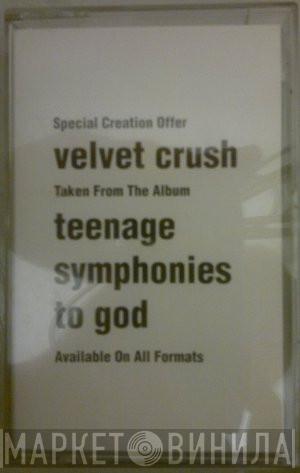 Special Creation Offer
velvet crush
Taken From The Album
teenage
symphonies
to god
Available On All Formats
МАРКЕТ ВИНИЛА